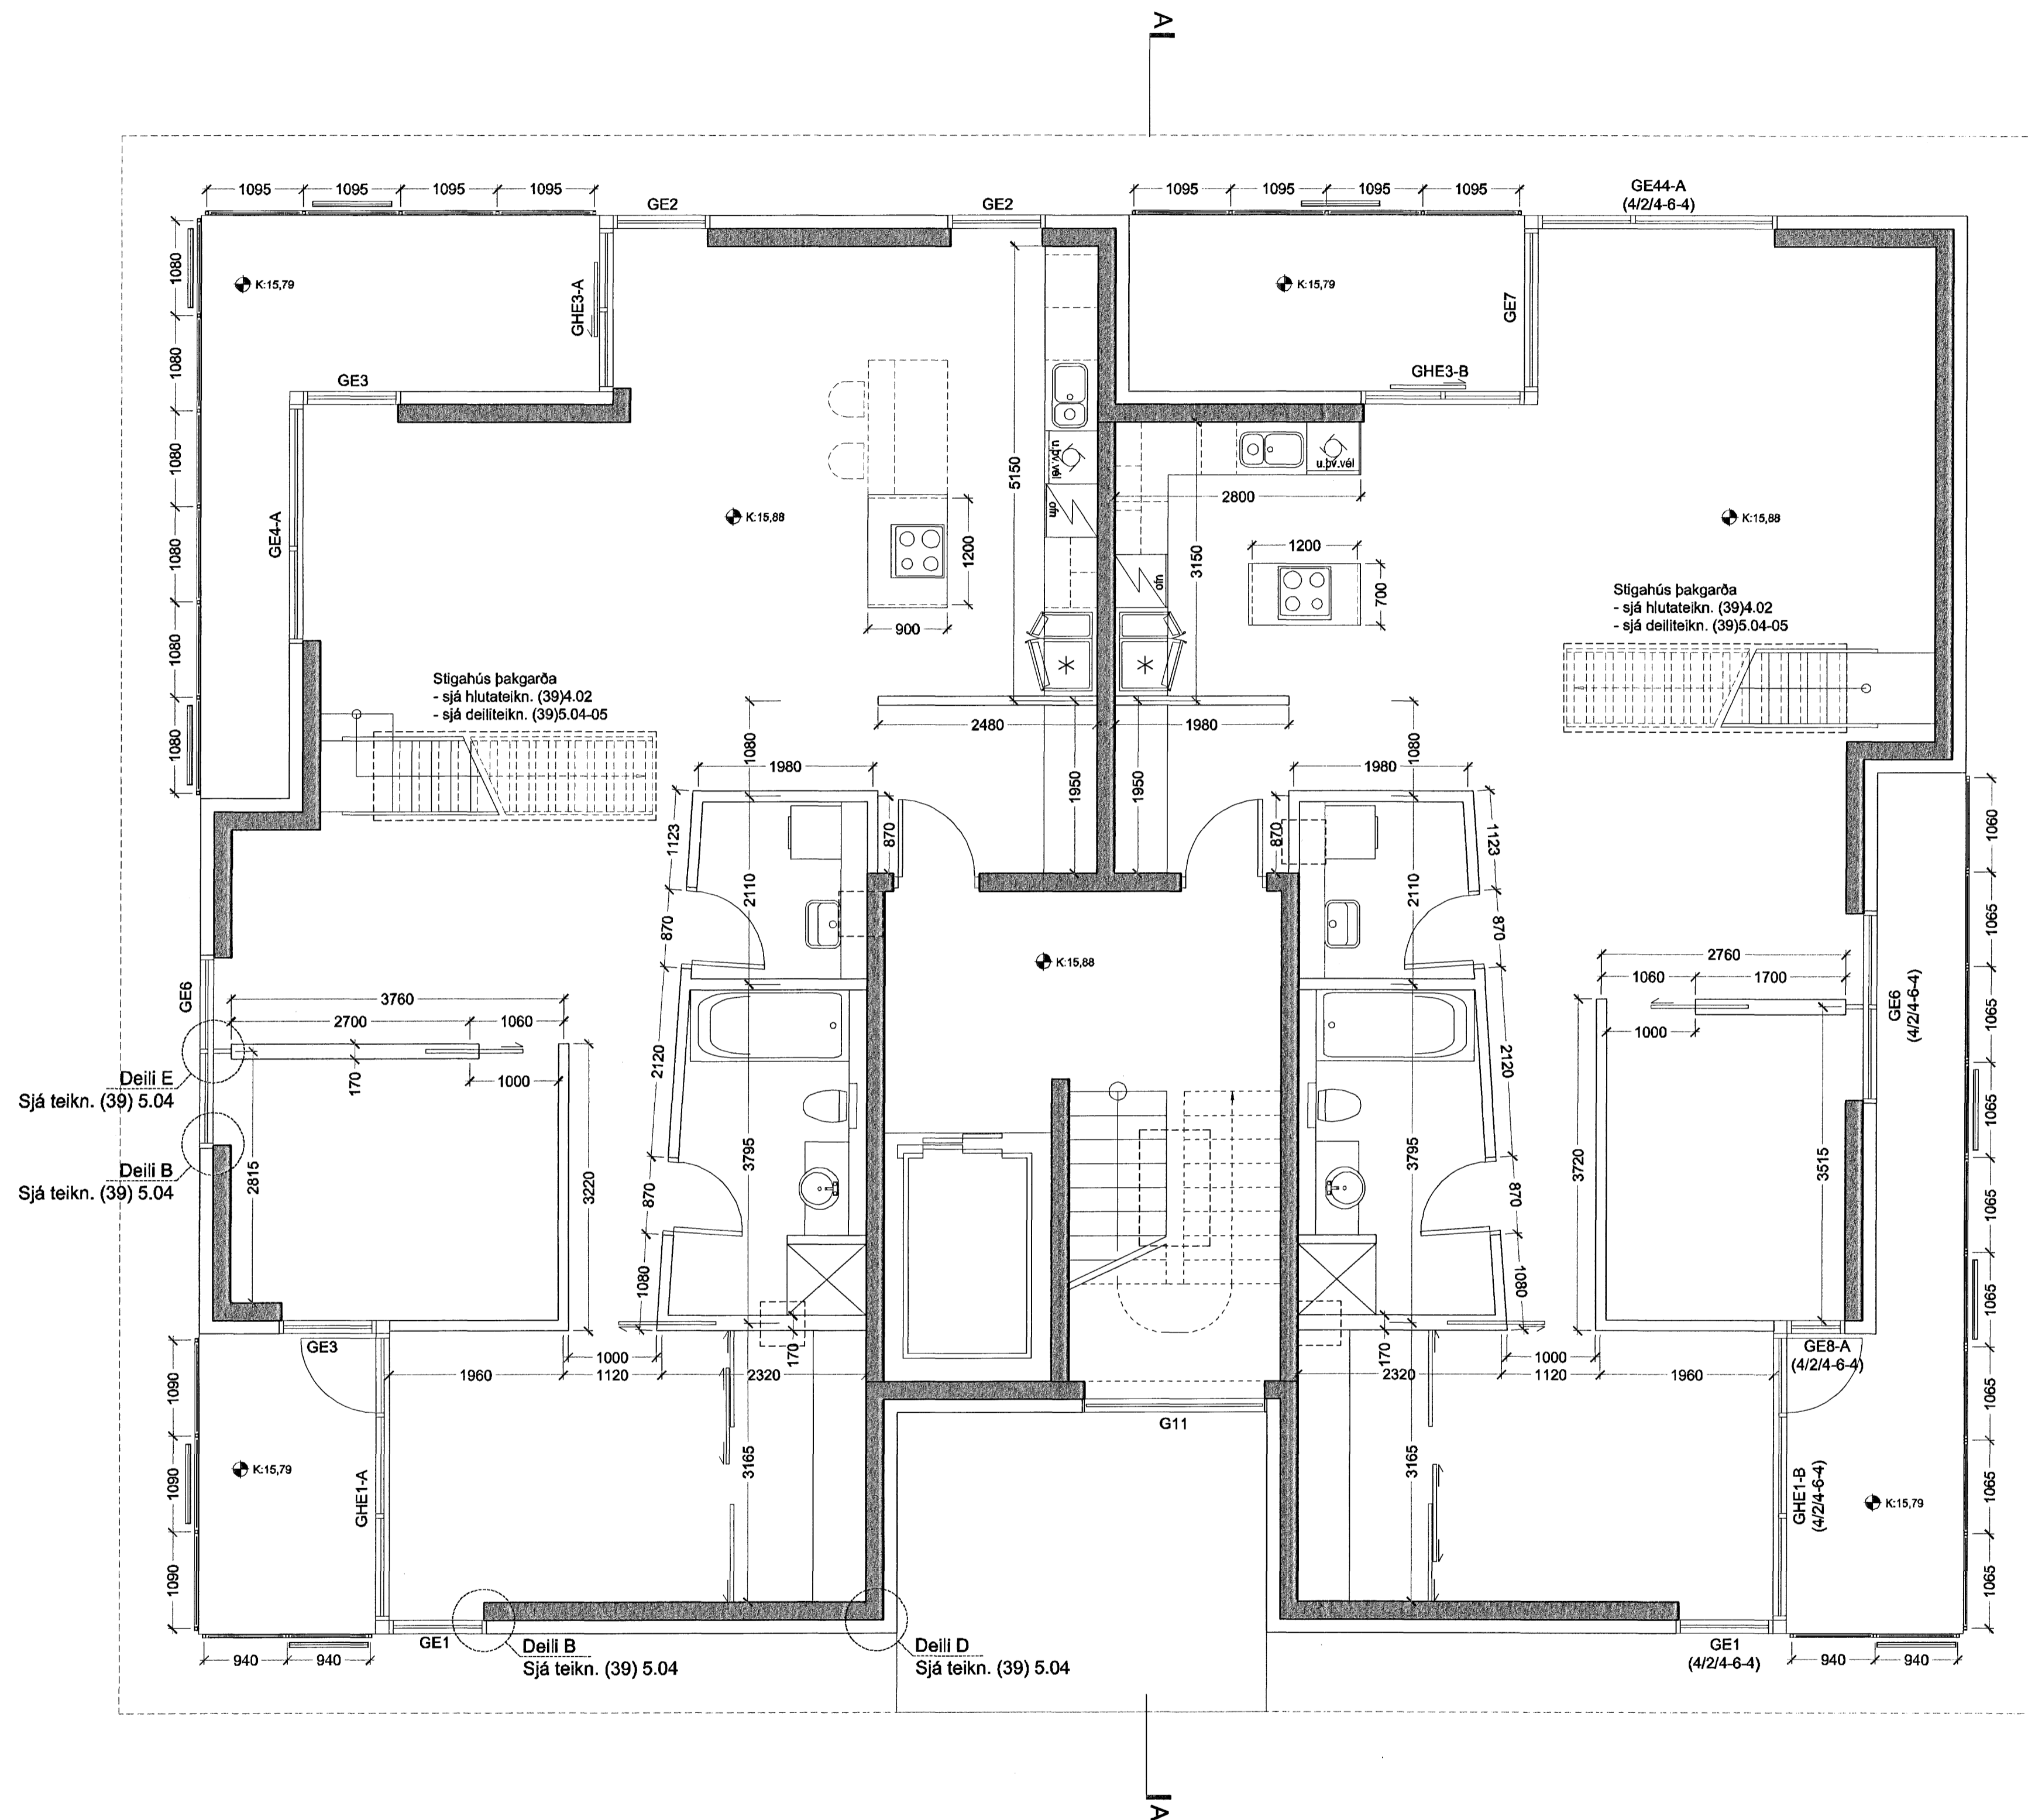 A
1095 1095 1095 1095
GE2
GE2
1095 1095 1095 1095
GE44-A
(4/2/4-6-4)
1080
1080
1080
1080
1080
1080
K:15,79
GHE3-A
GE3
GE4-A
K:15,79
GE7
GHE3-B
5150
u.þv.vél
ofn
u.þv.vél
2800
3150
ofn
K:15,88
1200
900
1200
700
K:15,88
Stigahús þakgarða
- sjá hlutateikn. (39)4.02
- sjá deiliteikn. (39)5.04-05
Stigahús þakgarða
- sjá hlutateikn. (39)4.02
- sjá deiliteikn. (39)5.04-05
2480
1980
1080
1080
1950
1950
1980
1980
1123
870
870
1123
2110
2110
870
870
K:15,88
GE6
3760
2700 1060
170
1000
Deili E
Sjá teikn. (39) 5.04
Deili B
Sjá teikn. (39) 5.04
2815
3220
2120
3795
870
1080
170
2120
3795
870
1080
170
2760
1060 1700
1000
3720
3515
GE6
(4/2/4-6-4)
1060
1065
1065
1065
1065
1065
1065
1065
1065
GE3
1000
1960 1120 2320
1000
2320 1120 1960
GE8-A
(4/2/4-6-4)
1090
1090
1090
K:15,79
GHE1-A
3165
G11
3165
GHE1-B
(4/2/4-6-4)
K:15,79
GE1
Deili B
Sjá teikn. (39) 5.04
Deili D
Sjá teikn. (39) 5.04
GE1
(4/2/4-6-4)
940 940
940 940
A